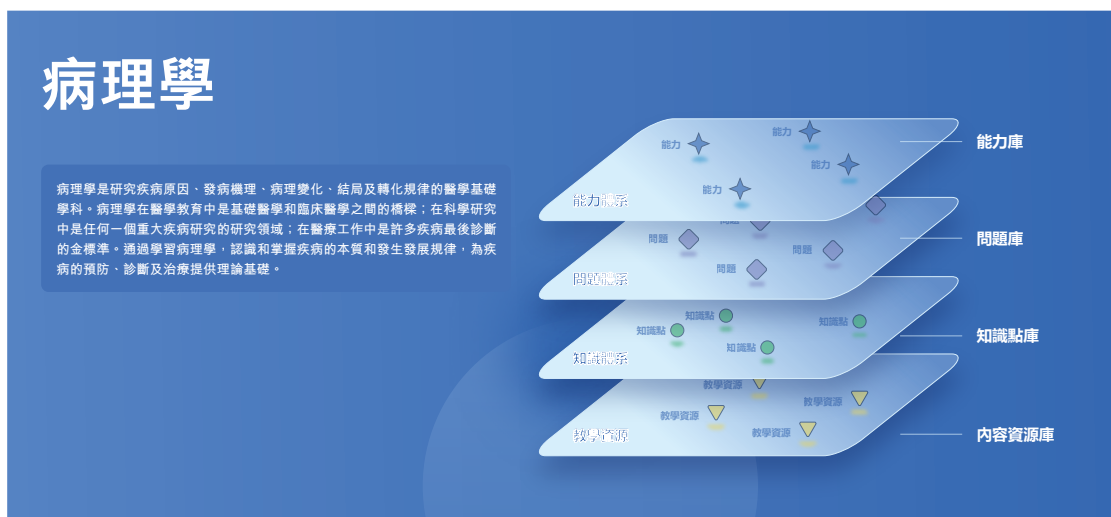 病理學
病理學是研究疾病原因、發病機理、病理變化、結局及轉化規律的醫學基礎
學科。病理學在醫學教育中是基礎醫學和臨床醫學之間的橋樑；在科學研究
中是任何一個重大疾病研究的研究領域；在醫療工作中是許多疾病最後診斷
的金標準。通過學習病理學，認識和掌握疾病的本質和發生發展規律，為疾
病的預防、診斷及治療提供理論基礎。
能力
能力
能力
能力
能力體系
能力庫
問題
問題
問題
問題
問題體系
問題庫
知識點
知識點
知識點
知識點
知識體系
知識點庫
教學資源
教學資源
教學資源
教學資源
教學資源
內容資源庫